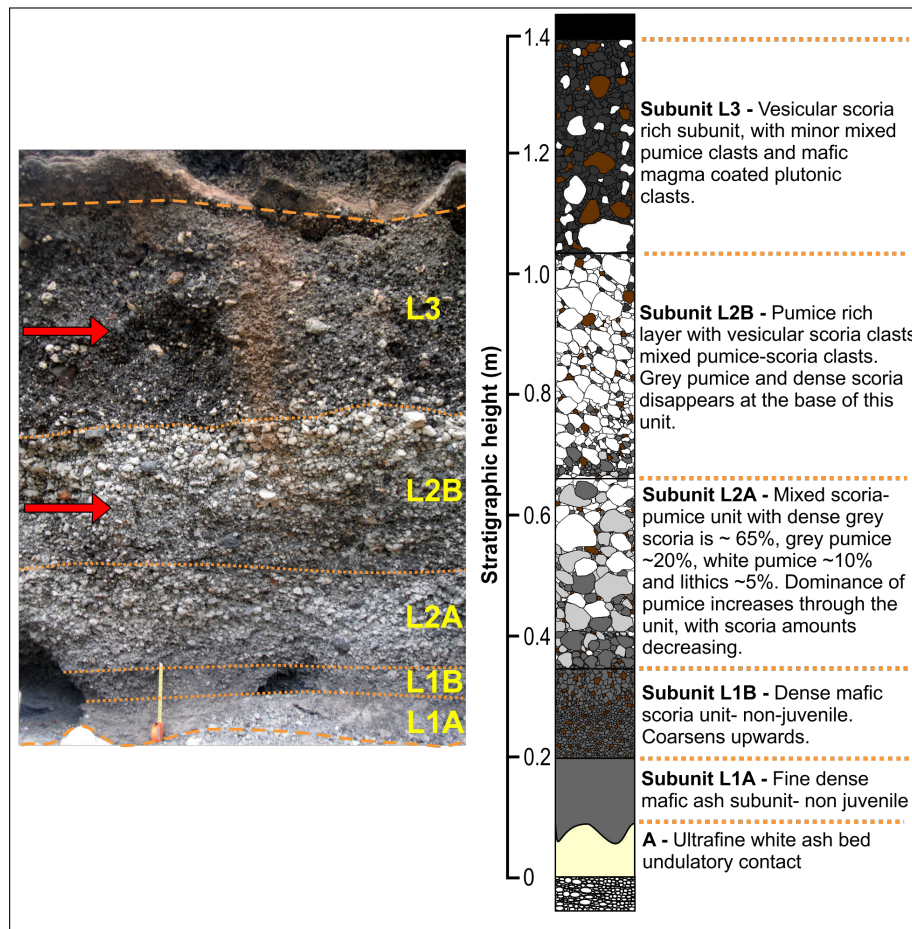 L3
L2B
L2A
L1B
L1A
Stratigraphic height (m)
1.4
1.2
1.0
0.8
0.6
0.4
0.2
0
Subunit L3 - Vesicular scoria
rich subunit, with minor mixed
pumice clasts and mafic
magma coated plutonic
clasts.
Subunit L2B - Pumice rich
layer with vesicular scoria clasts
mixed pumice-scoria clasts.
Grey pumice and dense scoria
disappears at the base of this
unit.
Subunit L2A - Mixed scoria-
pumice unit with dense grey
scoria is ~ 65%, grey pumice
~20%, white pumice ~10%
and lithics ~5%. Dominance of
pumice increases through the
unit, with scoria amounts
decreasing.
Subunit L1B - Dense mafic
scoria unit- non-juvenile.
Coarsens upwards.
Subunit L1A - Fine dense
mafic ash subunit- non juvenile
A - Ultrafine white ash bed
undulatory contact